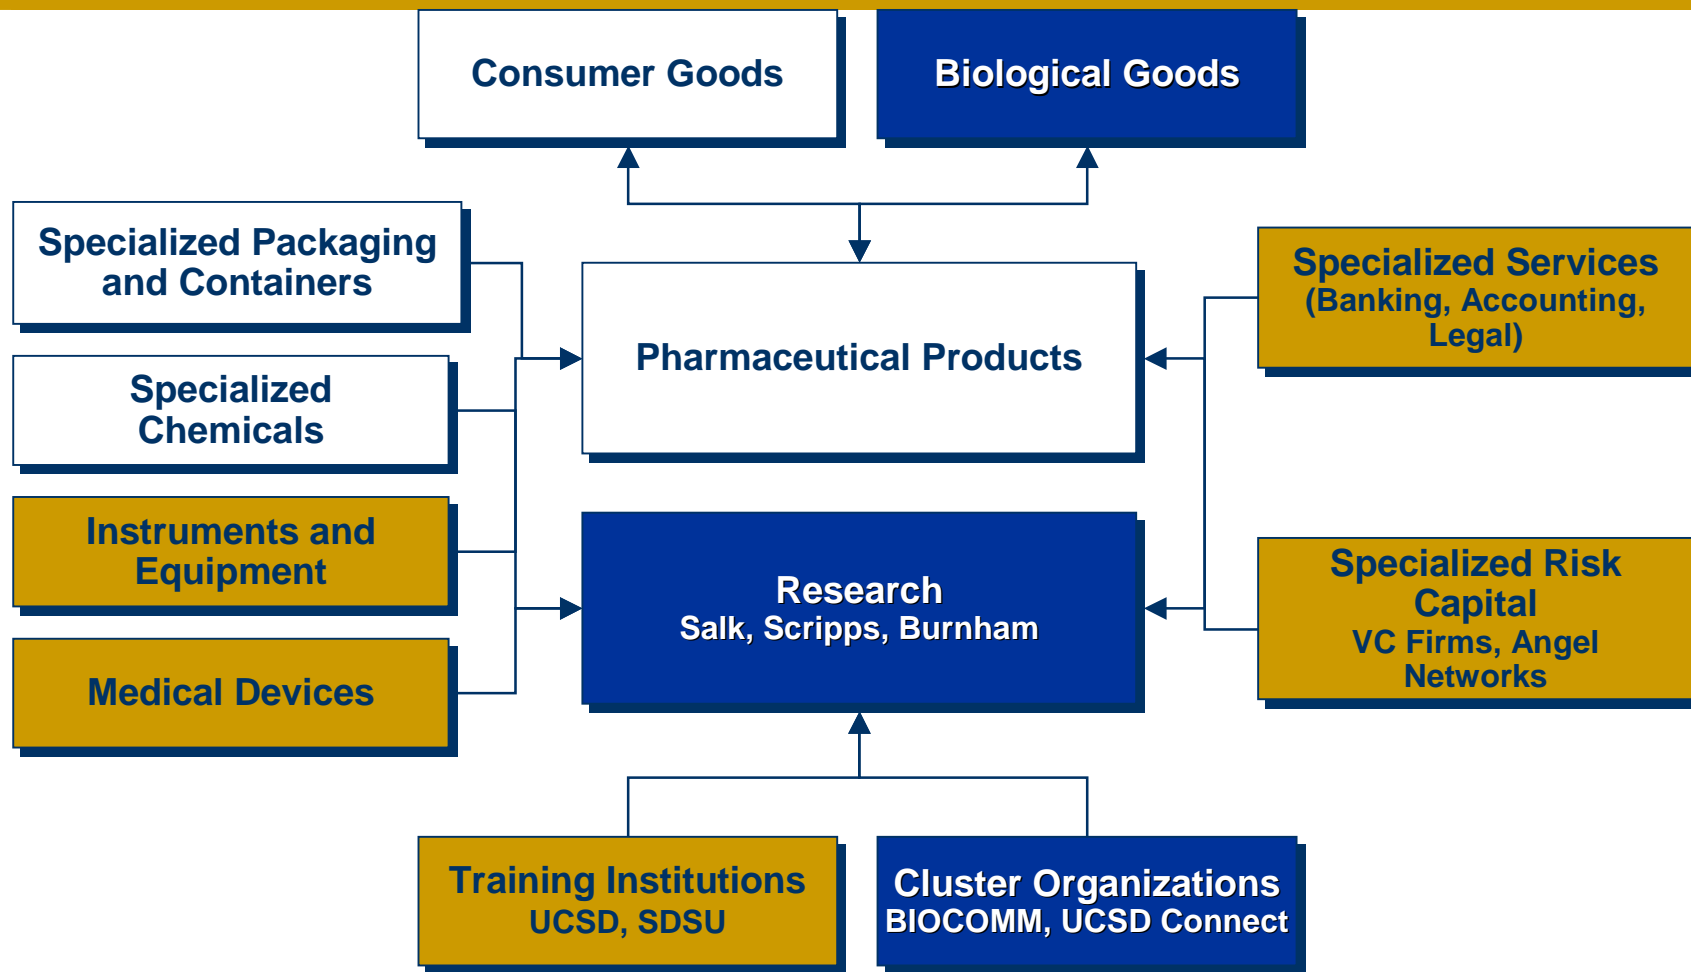 Consumer Goods
Biological Goods
Specialized Packaging
and Containers
Specialized Services
(Banking, Accounting,
Legal)
Pharmaceutical Products
Specialized
Chemicals
Instruments and
Equipment
Research
Salk, Scripps, Burnham
Specialized Risk
Capital
VC Firms, Angel
Networks
Medical Devices
Training Institutions
UCSD, SDSU
Cluster Organizations
BIOCOMM, UCSD Connect